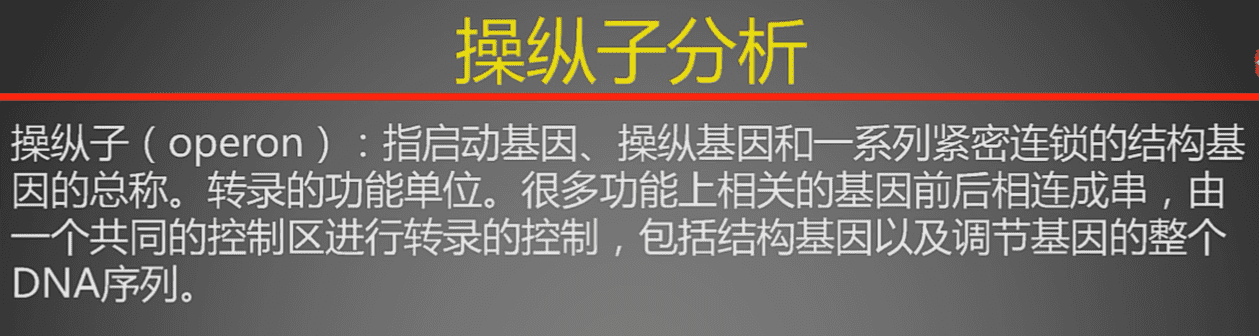 操纵子分析
操纵子（operon）：指启动基因、操纵基因和一系列紧密连锁的结构基
因的总称。转录的功能单位。很多功能上相关的基因前后相连成串，由
一个共同的控制区进行转录的控制，包括结构基因以及调节基因的整个
DNA序列。